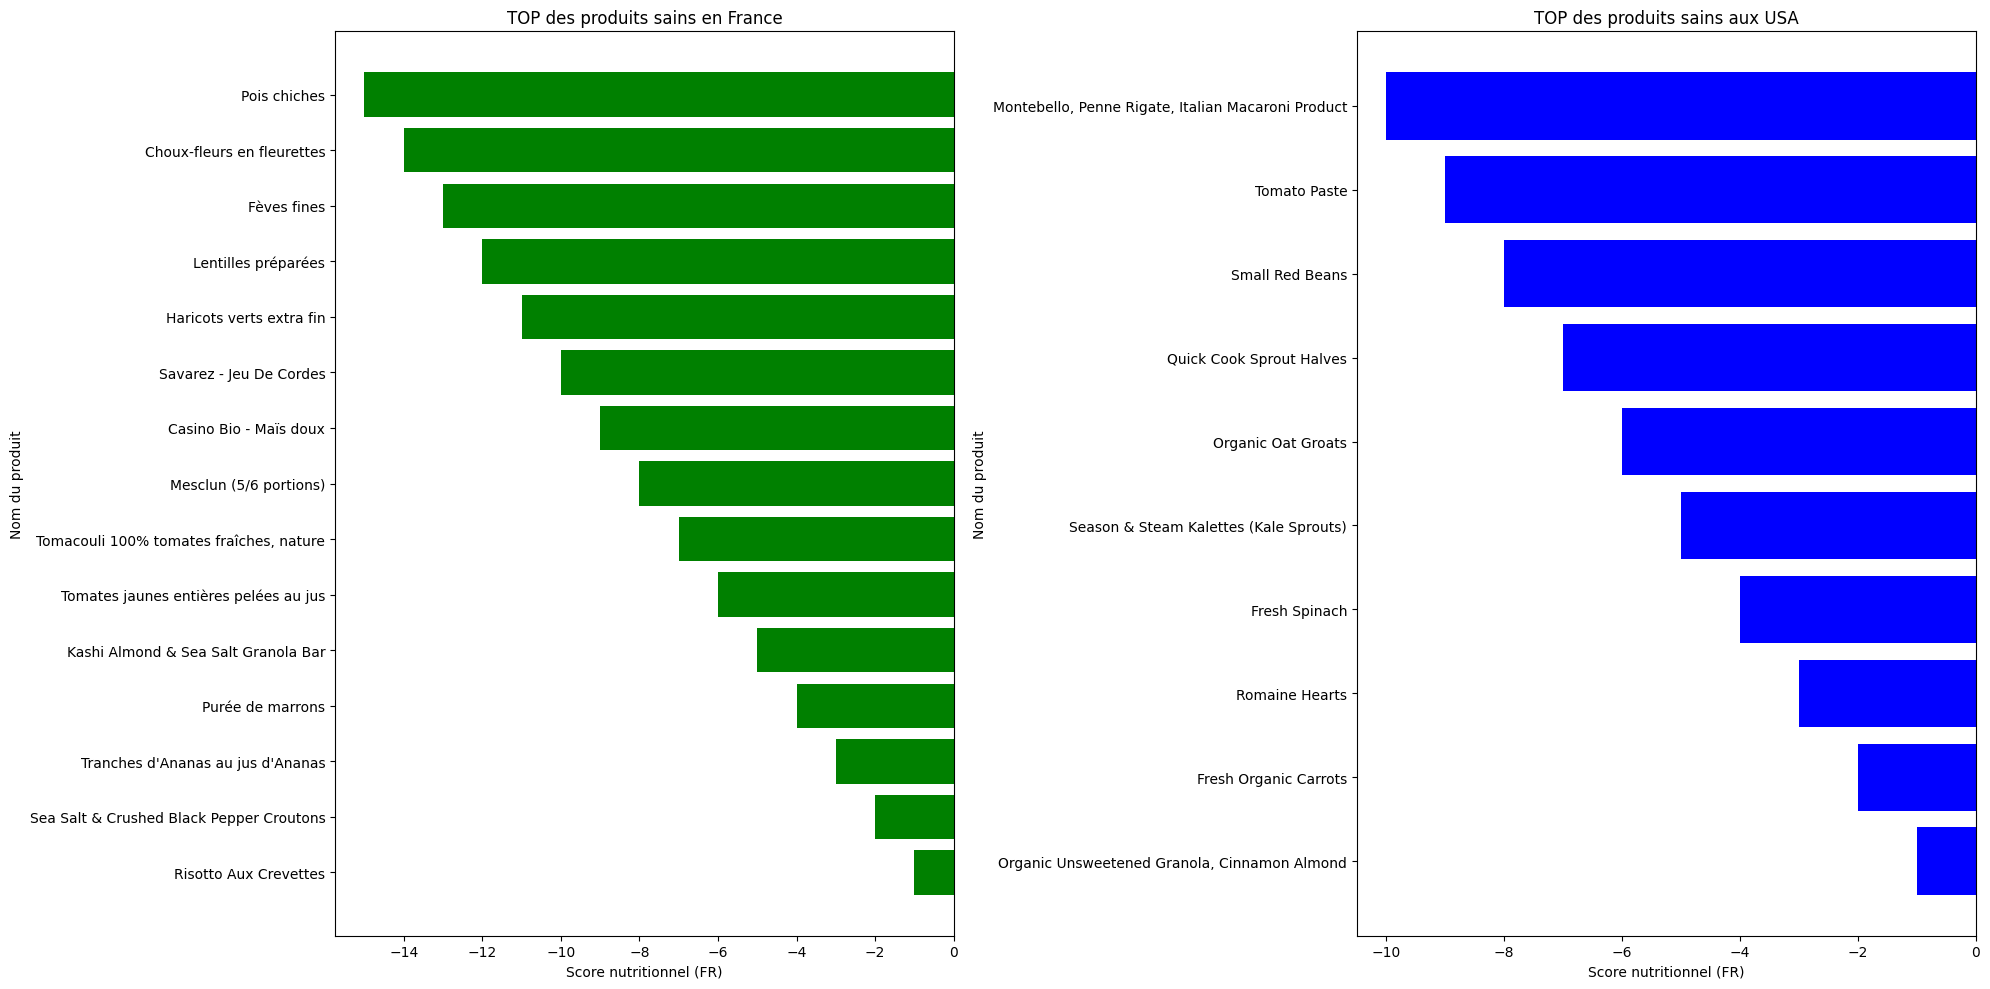 TOP des produits sains en France
Nom du produit
Pois chiches
Choux-fleurs en fleurettes
Fèves fines
Lentilles préparées
Haricots verts extra fin
Savarez - Jeu De Cordes
Casino Bio - Maïs doux
Mesclun (5/6 portions)
Tomacouli 100% tomates fraîches, nature
Tomates jaunes entières pelées au jus
Kashi Almond & Sea Salt Granola Bar
Purée de marrons
Tranches d'Ananas au jus d'Ananas
Sea Salt & Crushed Black Pepper Croutons
Risotto Aux Crevettes
−14 −12 −10 −8 −6 −4 −2 0
Score nutritionnel (FR)
TOP des produits sains aux USA
Nom du produit
Montebello, Penne Rigate, Italian Macaroni Product
Tomato Paste
Small Red Beans
Quick Cook Sprout Halves
Organic Oat Groats
Season & Steam Kalettes (Kale Sprouts)
Fresh Spinach
Romaine Hearts
Fresh Organic Carrots
Organic Unsweetened Granola, Cinnamon Almond
−10 −8 −6 −4 −2 0
Score nutritionnel (FR)